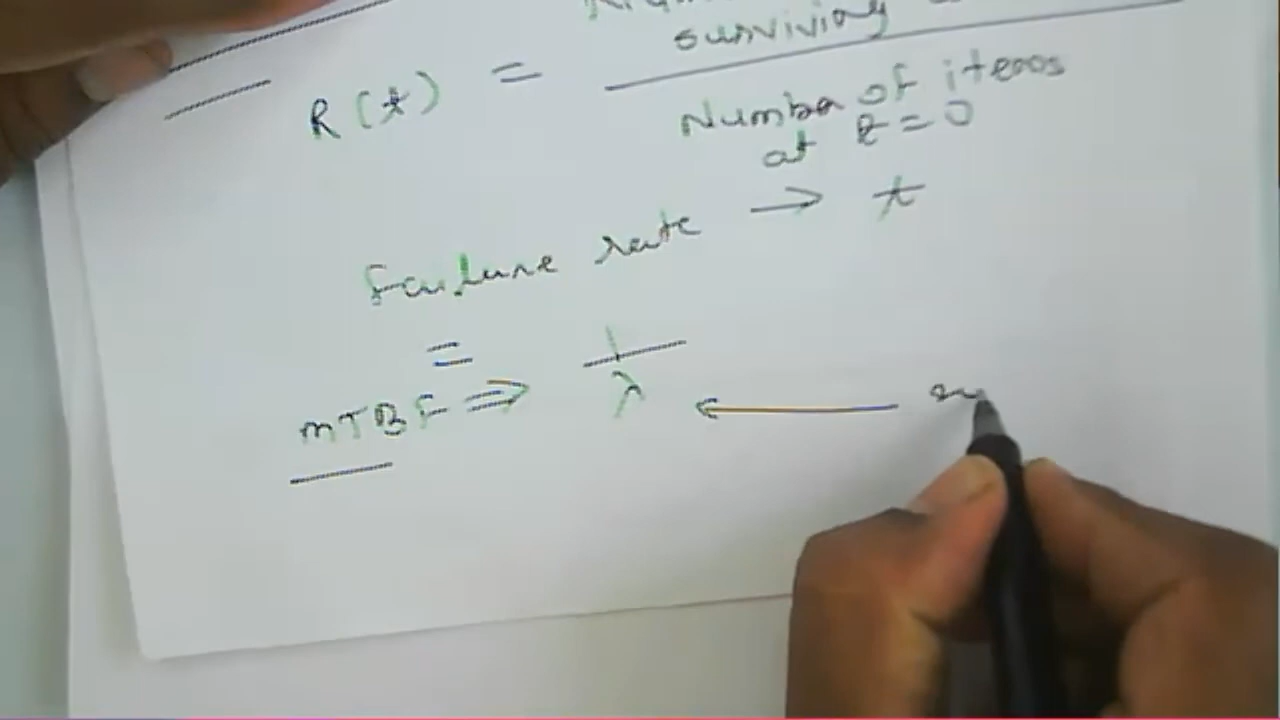 surviving
R(t) =
Number of items
at t = 0
Failure rate → t
=
MTBF ⇒ 1/λ ←